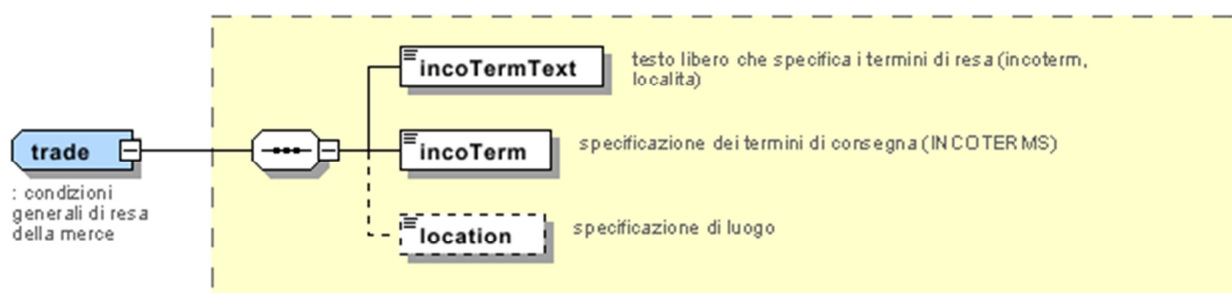 incoTermText
testo libero che specifica i termini di resa (incoterm,
localita)
trade
incoTerm
specificazione dei termini di consegna (INCOTERMS)
: condizioni
generali di resa
della merce
location
specificazione di luogo